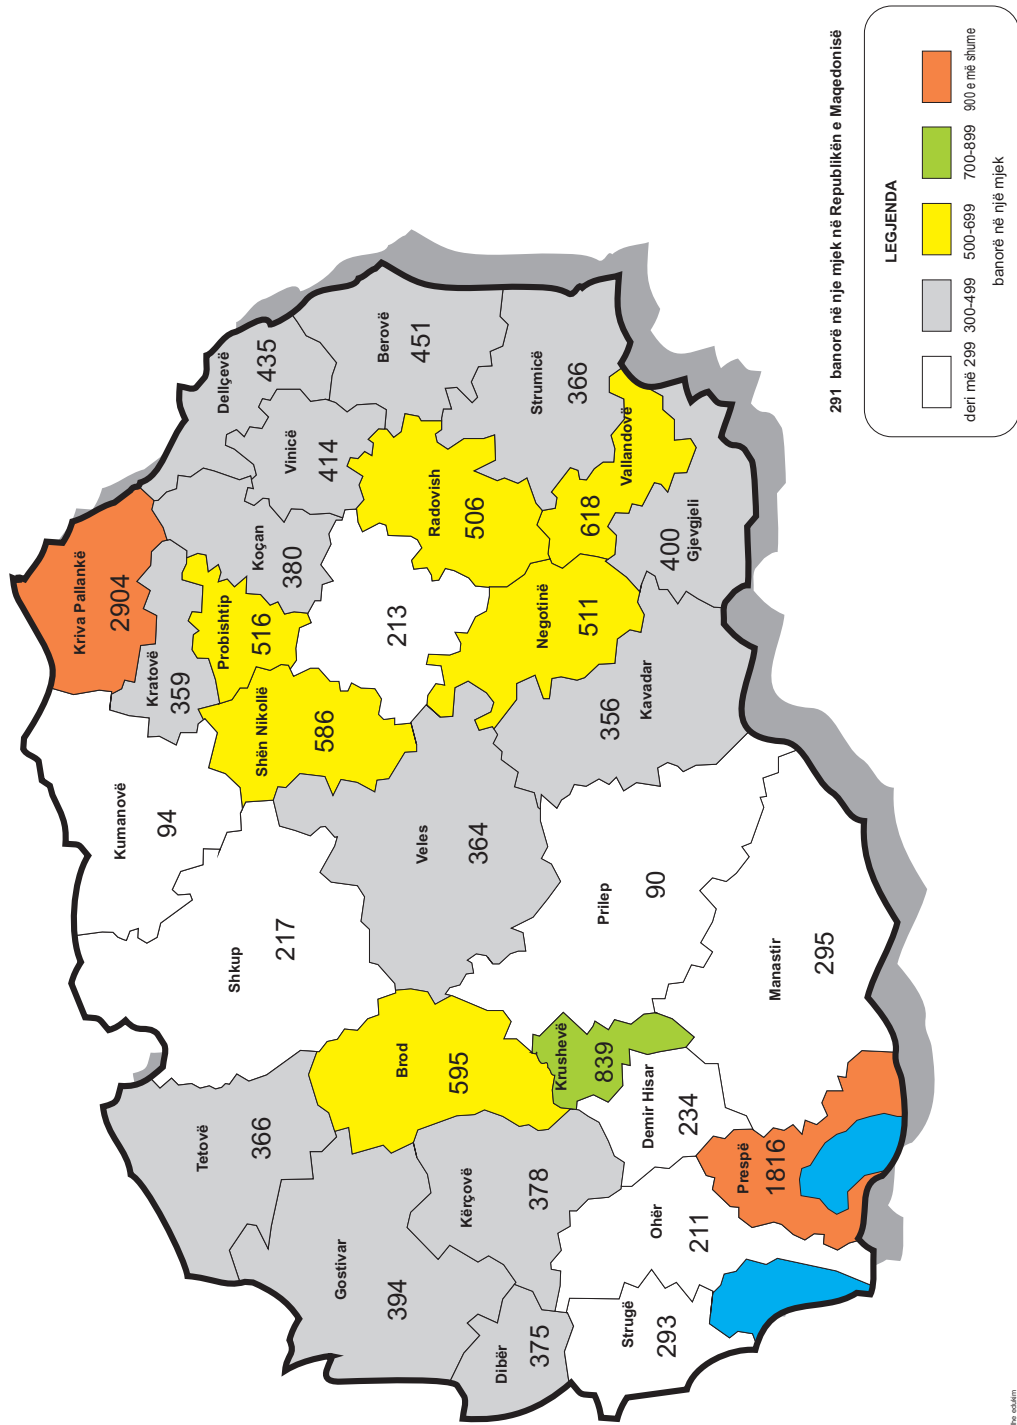 Kriva Pallankë
2904
Kratovë
359
Kumanovë
94
Probishtip
516
Shën Nikollë
586
Koçan
380
Dellçevë
435
Vinicë
414
Berovë
451
Radovish
506
Strumicë
366
Vallandovë
618
Gjevgjeli
400
Negotinë
511
213
Kavadar
356
Veles
364
Shkup
217
Tetovë
366
Gostivar
394
Brod
595
Kërçovë
378
Dibër
375
Krushevë
839
Prilep
90
Demir Hisar
234
Manastir
295
Prespë
1816
Ohër
211
Strugë
293
291 banorë në nje mjek në Republikën e Maqedonisë
LEGJENDA
deri më 299 300-499 500-699 700-899 900 e më shume
banorë në një mjek